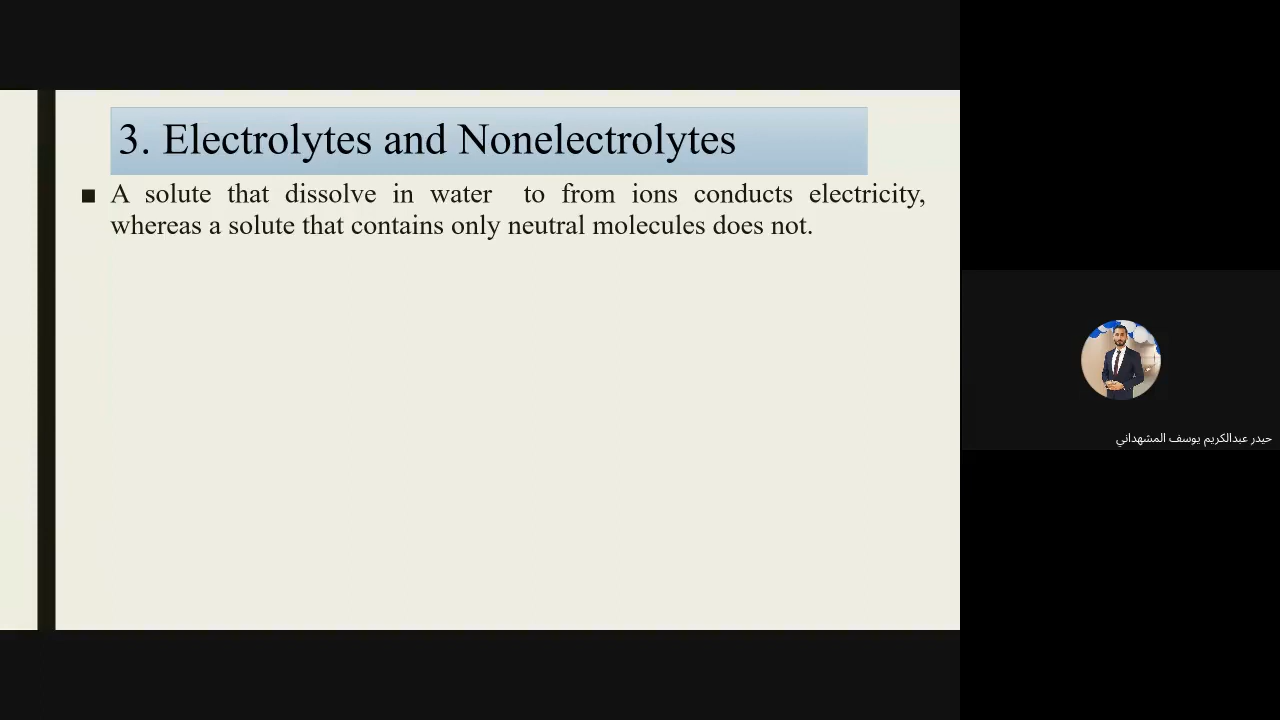 3. Electrolytes and Nonelectrolytes
■ A solute that dissolve in water to from ions conducts electricity,
whereas a solute that contains only neutral molecules does not.
حيدر عبدالكريم يوسف المشهداني